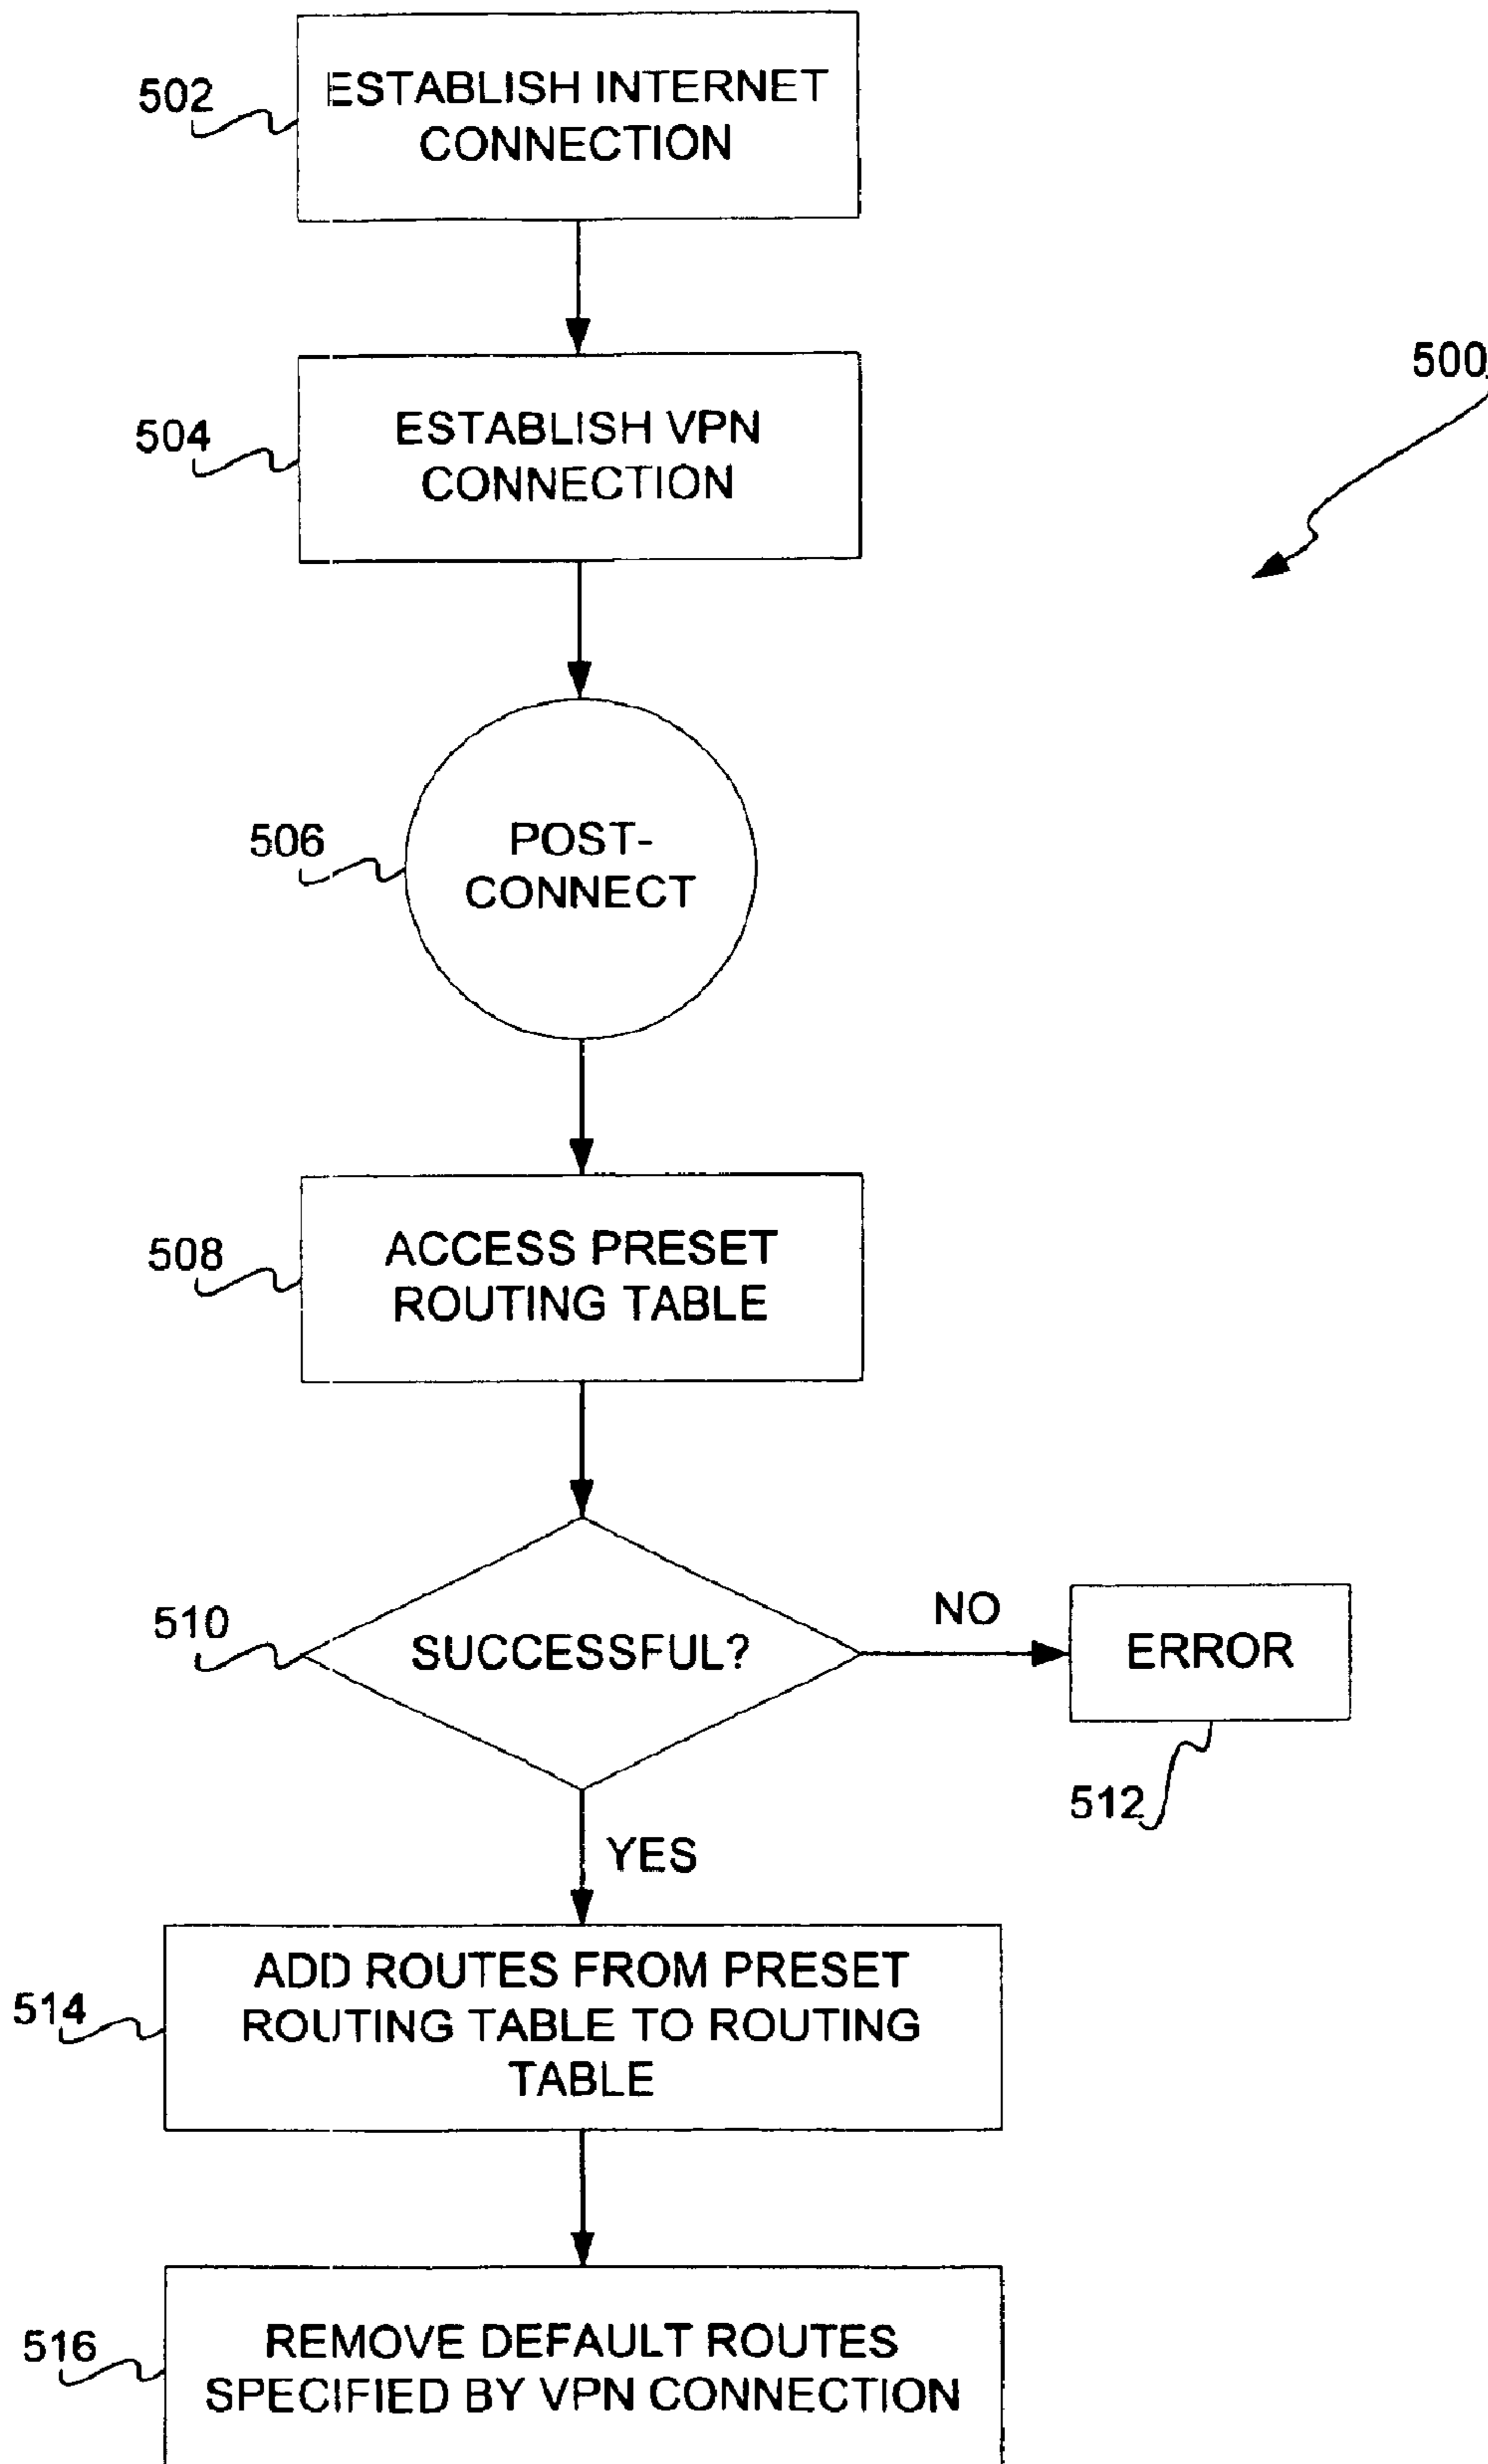 502
ESTABLISH INTERNET
CONNECTION
500
504
ESTABLISH VPN
CONNECTION
506
POST-
CONNECT
508
ACCESS PRESET
ROUTING TABLE
510
SUCCESSFUL?
NO
ERROR
512
YES
514
ADD ROUTES FROM PRESET
ROUTING TABLE TO ROUTING
TABLE
516
REMOVE DEFAULT ROUTES
SPECIFIED BY VPN CONNECTION